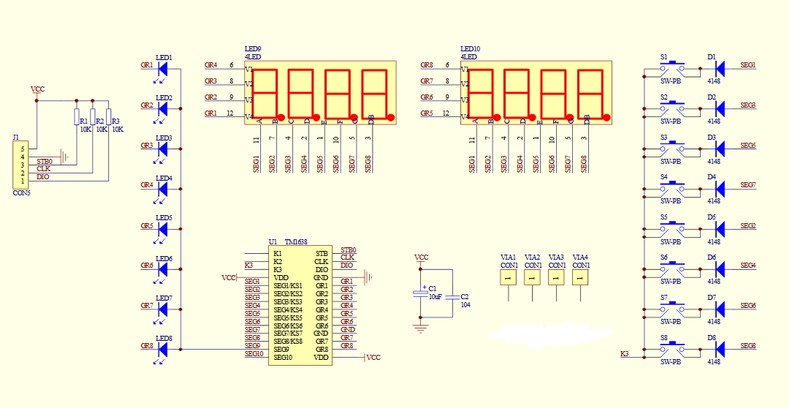 VCC
R1
10K
R2
10K
R3
10K
J1
5
4
3
2
1
STB0
CLK
DIO
CON5
LED1
GR1
LED2
GR2
LED3
GR3
LED4
GR4
LED5
GR5
LED6
GR6
LED7
GR7
LED8
GR8
LED9
4LED
GR4 6 V1
GR3 8 V2
GR2 9 V3
GR1 12 V4
A B C D E F G
11 7 4 2 1 10 5 3
SEG1 SEG2 SEG3 SEG4 SEG5 SEG6 SEG7 SEG8
LED10
4LED
GR8 6 V1
GR7 8 V2
GR6 9 V3
GR5 12 V4
A B C D E F G
11 7 4 2 1 10 5 3
SEG1 SEG2 SEG3 SEG4 SEG5 SEG6 SEG7 SEG8
U1 TM1638
K1 STB STB0
K2 CLK CLK
K3 K3 DIO DIO
VCC VDD GND
SEG1 SEG1/KS1 GR1 GR1
SEG2 SEG2/KS2 GR2 GR2
SEG3 SEG3/KS3 GR3 GR3
SEG4 SEG4/KS4 GR4 GR4
SEG5 SEG5/KS5 GR5 GR5
SEG6 SEG6/KS6 GR6 GR6
SEG7 SEG7/KS7 GND GND
SEG8 SEG8/KS8 GR7 GR7
SEG9 SEG9 GR8 GR8
SEG10 SEG10 VDD VCC
VCC
+
C1
10uF
C2
104
VIA1 VIA2 VIA3 VIA4
CON1 CON1 CON1 CON1
1 1 1 1
S1 D1 SEG1
SW-PB 4148
S2 D2 SEG3
SW-PB 4148
S3 D3 SEG5
SW-PB 4148
S4 D4 SEG7
SW-PB 4148
S5 D5 SEG2
SW-PB 4148
S6 D6 SEG4
SW-PB 4148
S7 D7 SEG6
SW-PB 4148
S8 D8 SEG8
K3
SW-PB 4148